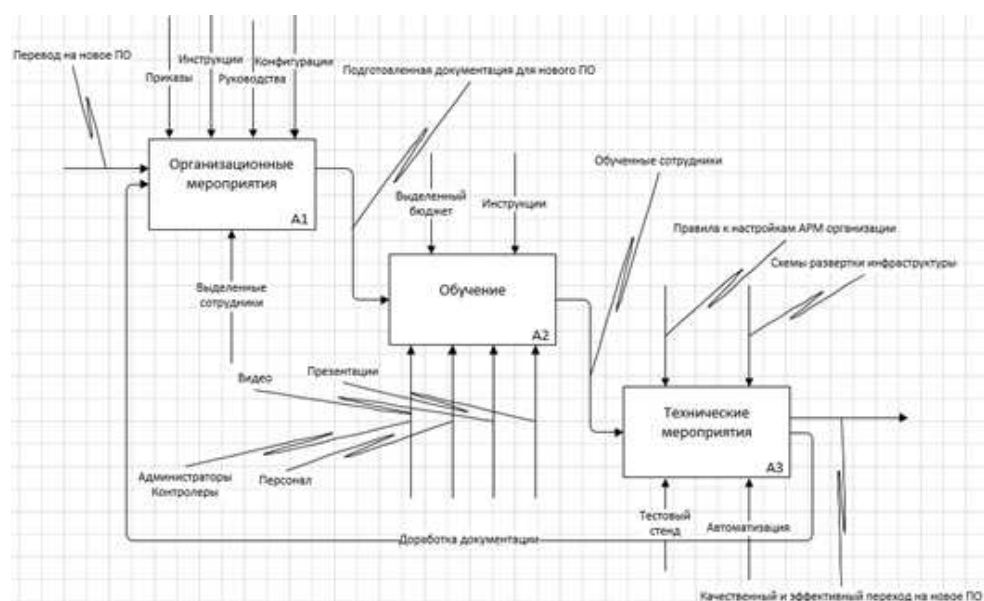 Перевод на новое ПО
Приказы
Инструкции
Руководства
Конфигурации
Подготовленная документация для нового ПО
Организационные
мероприятия
A1
Выделенные
сотрудники
Выделенный
бюджет
Инструкции
Обученные сотрудники
Правила к настройкам АРМ организации
Схемы развертки инфраструктуры
Обучение
A2
Видео
Презентации
Администраторы
Контролеры
Персонал
Технические
мероприятия
A3
Тестовый
стенд
Автоматизация
Доработка документации
Качественный и эффективный переход на новое ПО